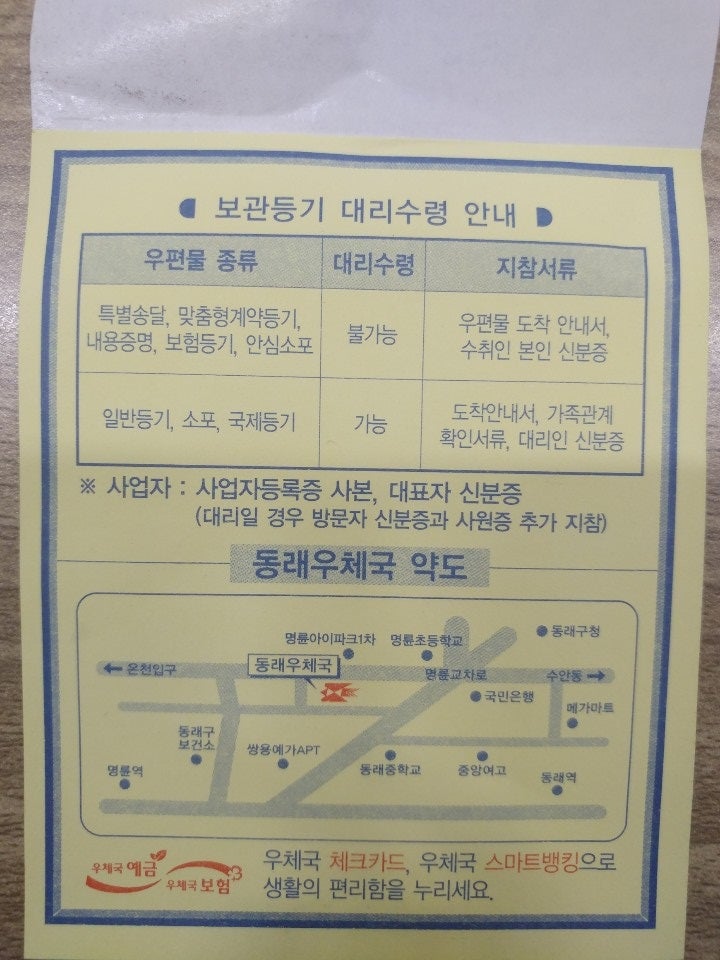 보관등기 대리수령 안내
우편물 종류 대리수령 지참서류
특별송달, 맞춤형계약등기,
내용증명, 보험등기, 안심소포
불가능
우편물 도착 안내서,
수취인 본인 신분증
일반등기, 소포, 국제등기
가능
도착안내서, 가족관계
확인서류, 대리인 신분증
※ 사업자 : 사업자등록증 사본, 대표자 신분증
(대리일 경우 방문자 신분증과 사원증 추가 지참)
동래우체국 약도
동래구청
명륜아이파크1차 명륜초등학교
← 온천입구 동래우체국 명륜교차로 수안동 →
국민은행
메가마트
동래구
보건소
쌍용예가APT
명륜역 동래중학교 중앙여고 동래역
우체국 예금
우체국 보험
우체국 체크카드, 우체국 스마트뱅킹으로
생활의 편리함을 누리세요.